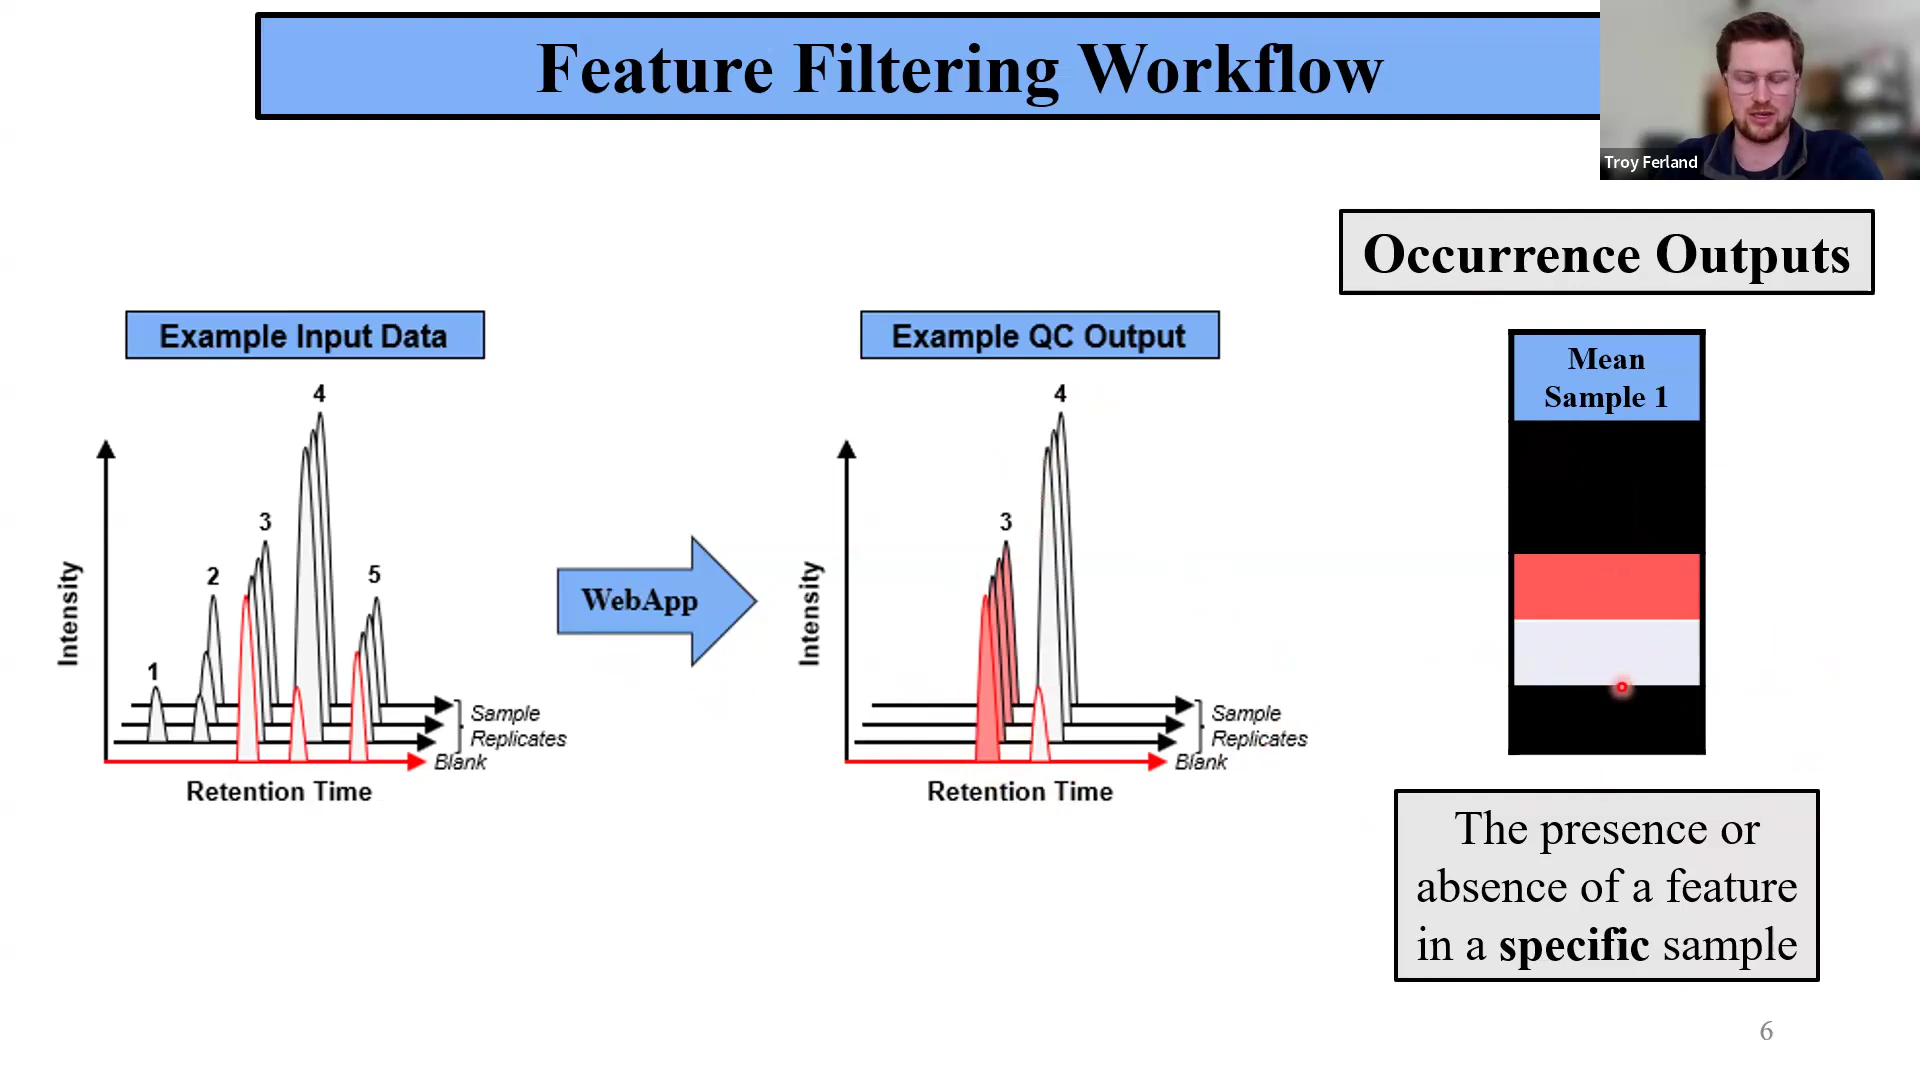 Feature Filtering Workflow
Troy Ferland
Occurrence Outputs
Example Input Data
Example QC Output
Mean
Sample 1
4
3
2
5
1
Intensity
Sample
Replicates
Blank
Retention Time
WebApp
4
3
Intensity
Sample
Replicates
Blank
Retention Time
The presence or
absence of a feature
in a specific sample
6